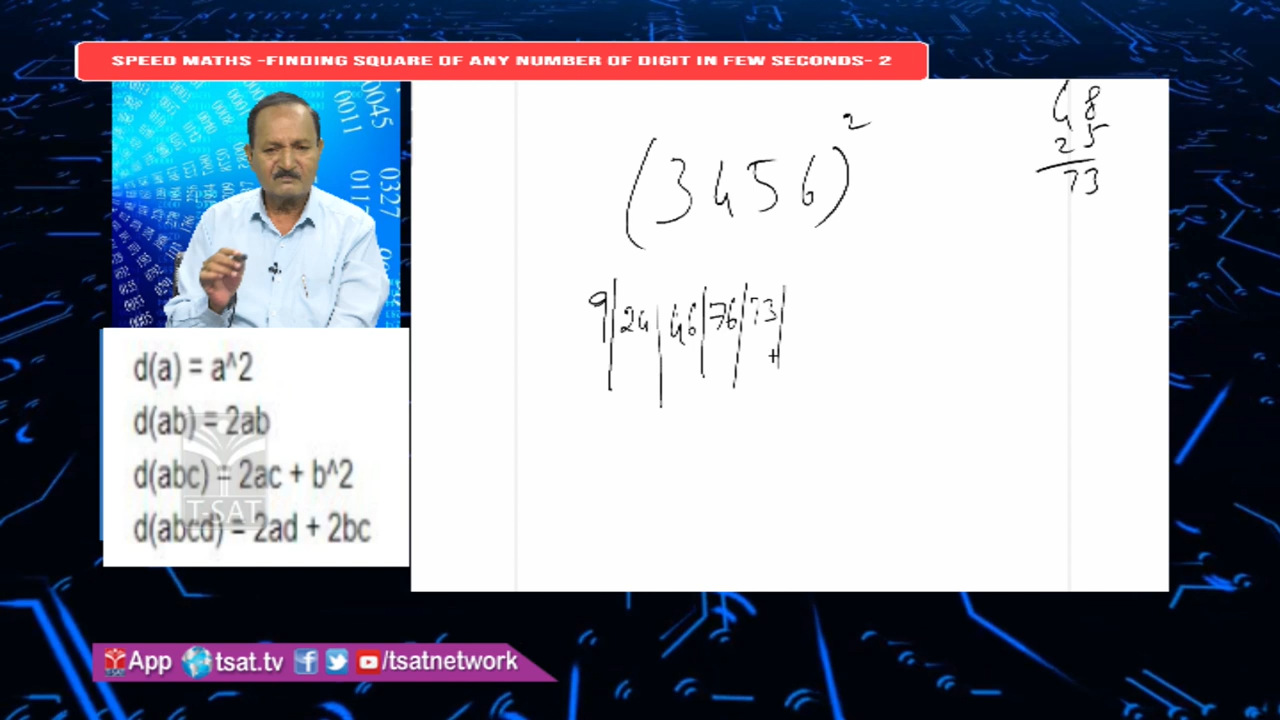 SPEED MATHS -FINDING SQUARE OF ANY NUMBER OF DIGIT IN FEW SECONDS- 2
0045
0011
0327
(3456)²
48
25
73
9/24/46/76/73/
+
d(a) = a^2
d(ab) = 2ab
d(abc) = 2ac + b^2
d(abcd) = 2ad + 2bc
T-SAT
App tsat.tv /tsatnetwork